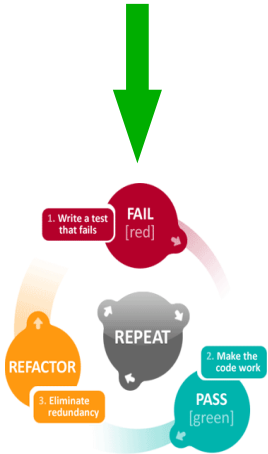 1. Write a test
that fails
FAIL
[red]
REPEAT
2. Make the
code work
PASS
[green]
REFACTOR
3. Eliminate
redundancy